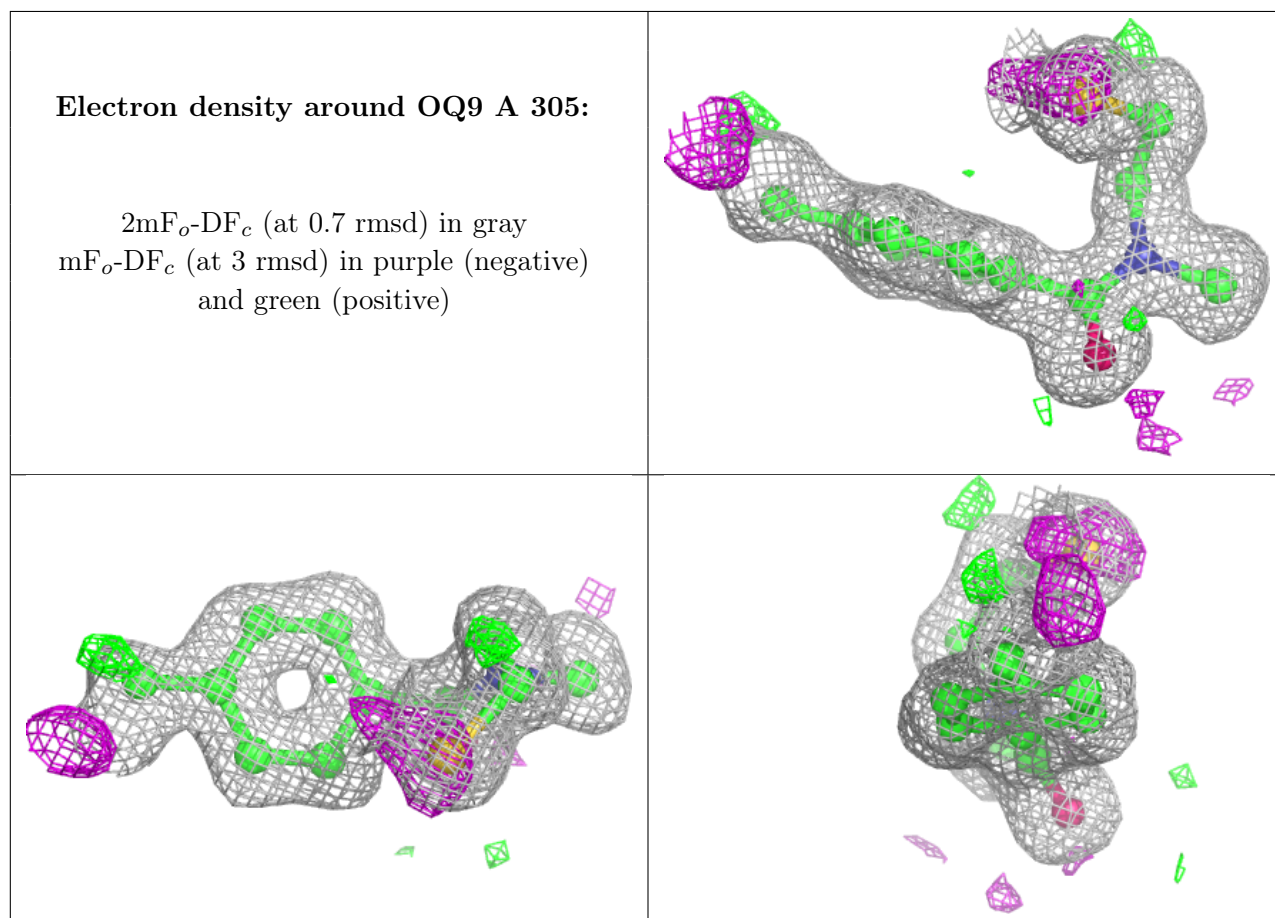 Electron density around OQ9 A 305:
2mFo-DFc (at 0.7 rmsd) in gray
mFo-DFc (at 3 rmsd) in purple (negative)
and green (positive)